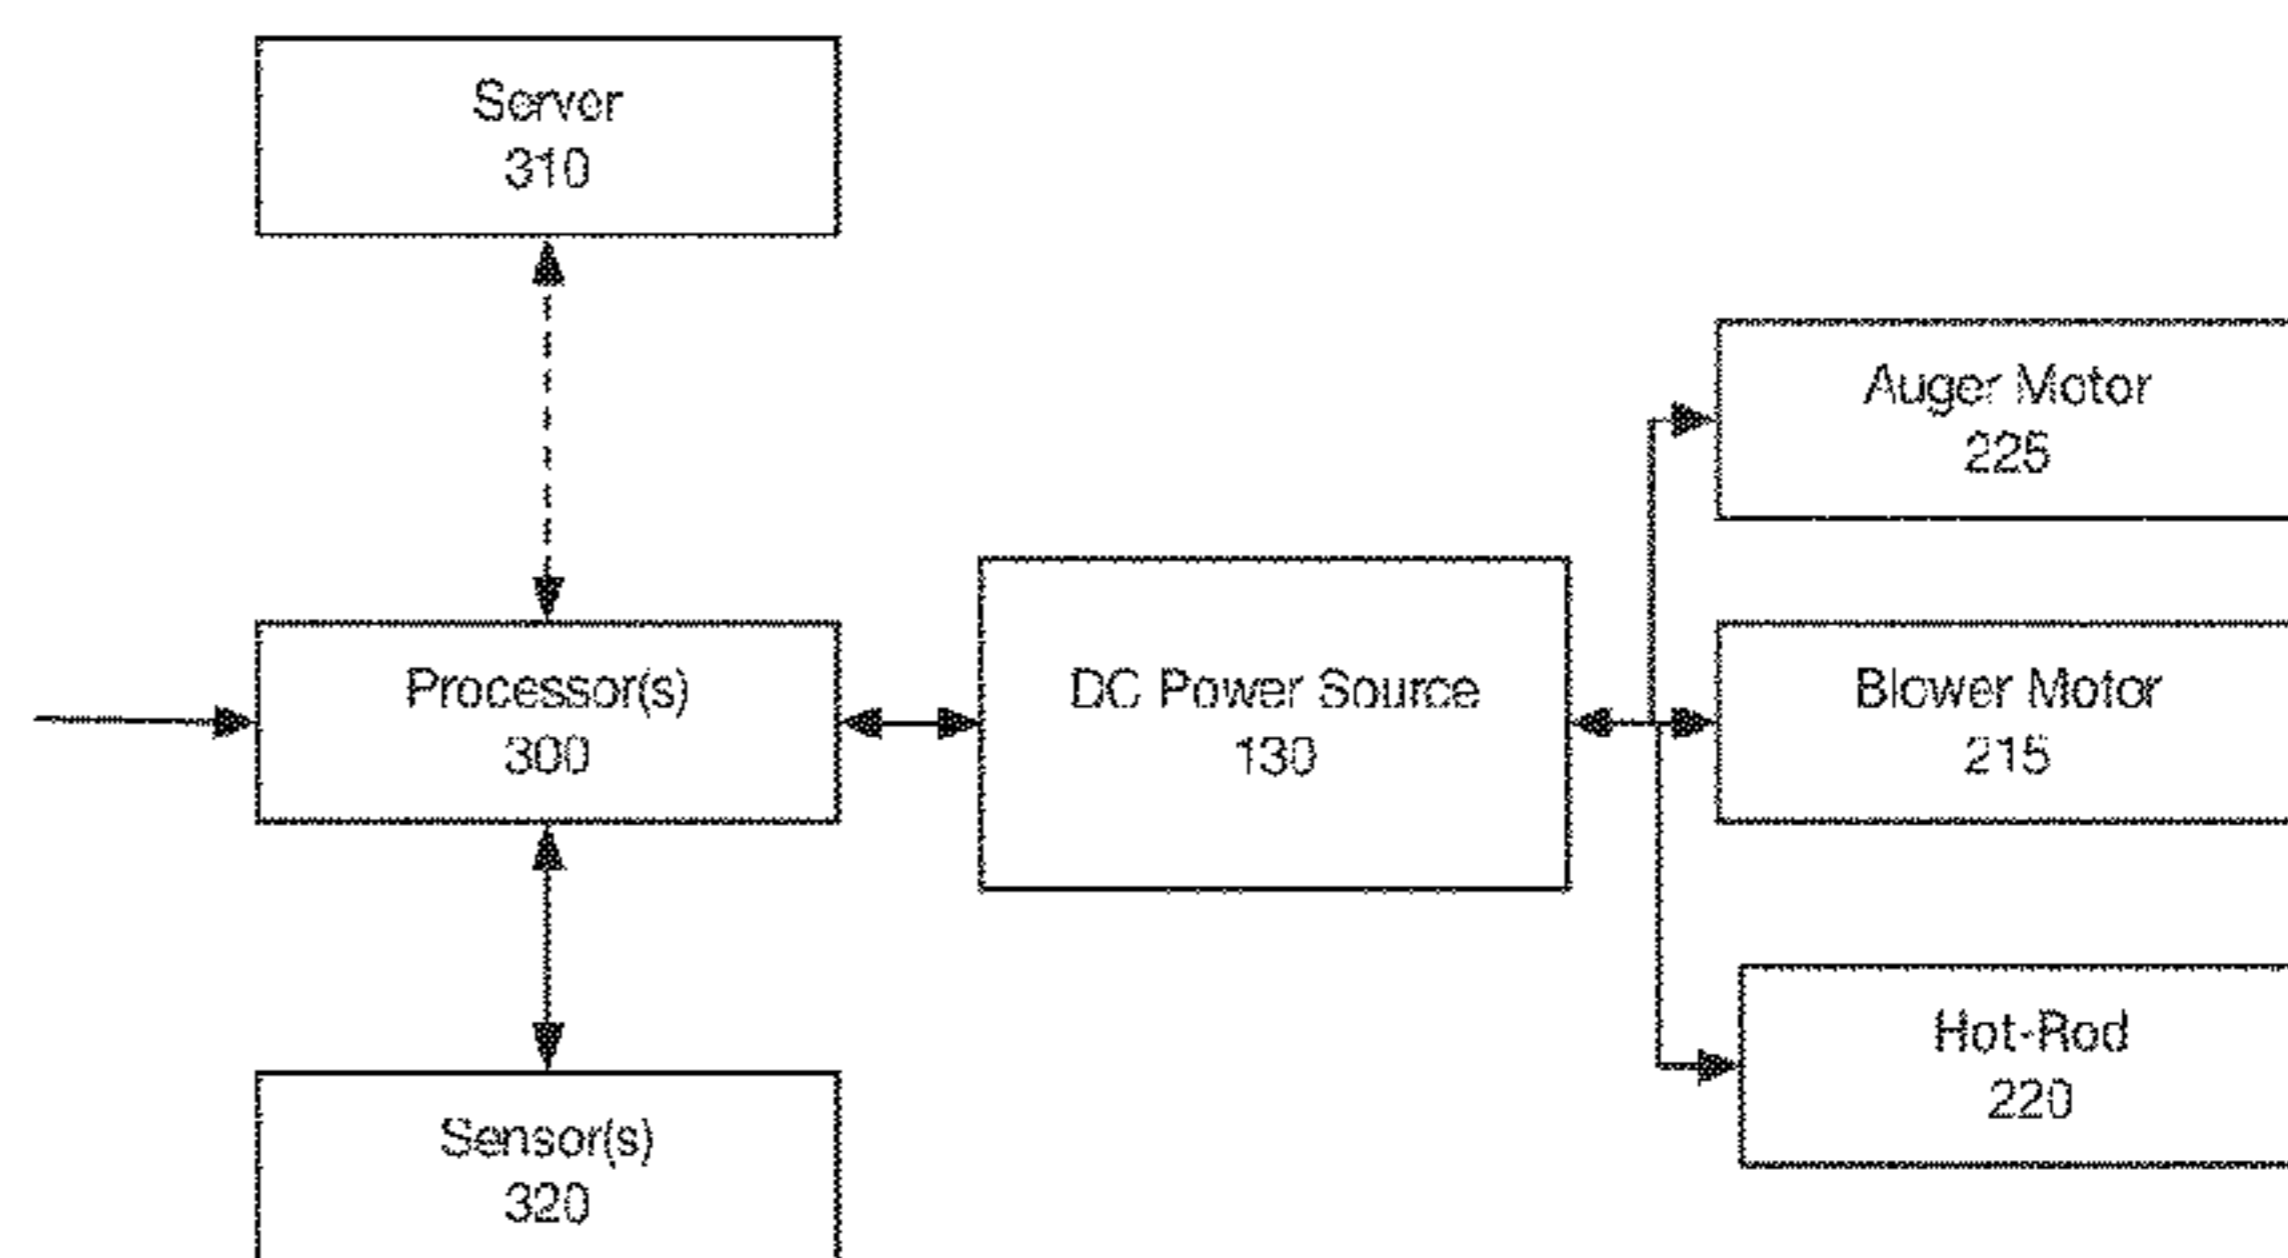 Server
310
Auger Motor
225
Processor(s)
300
DC Power Source
130
Blower Motor
215
Hot-Rod
220
Sensor(s)
320